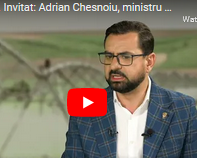 Invitat: Adrian Chesnoiu, ministru ...
Wat